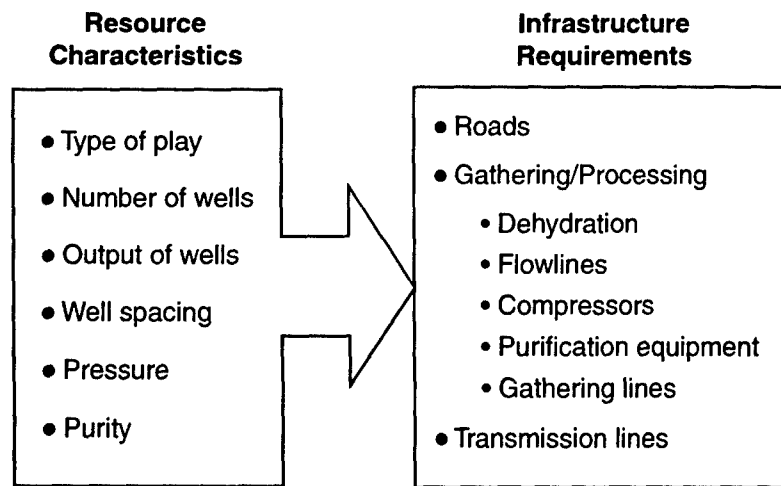 Resource
Characteristics
● Type of play
● Number of wells
● Output of wells
● Well spacing
● Pressure
● Purity
Infrastructure
Requirements
● Roads
● Gathering/Processing
• Dehydration
• Flowlines
• Compressors
• Purification equipment
• Gathering lines
● Transmission lines